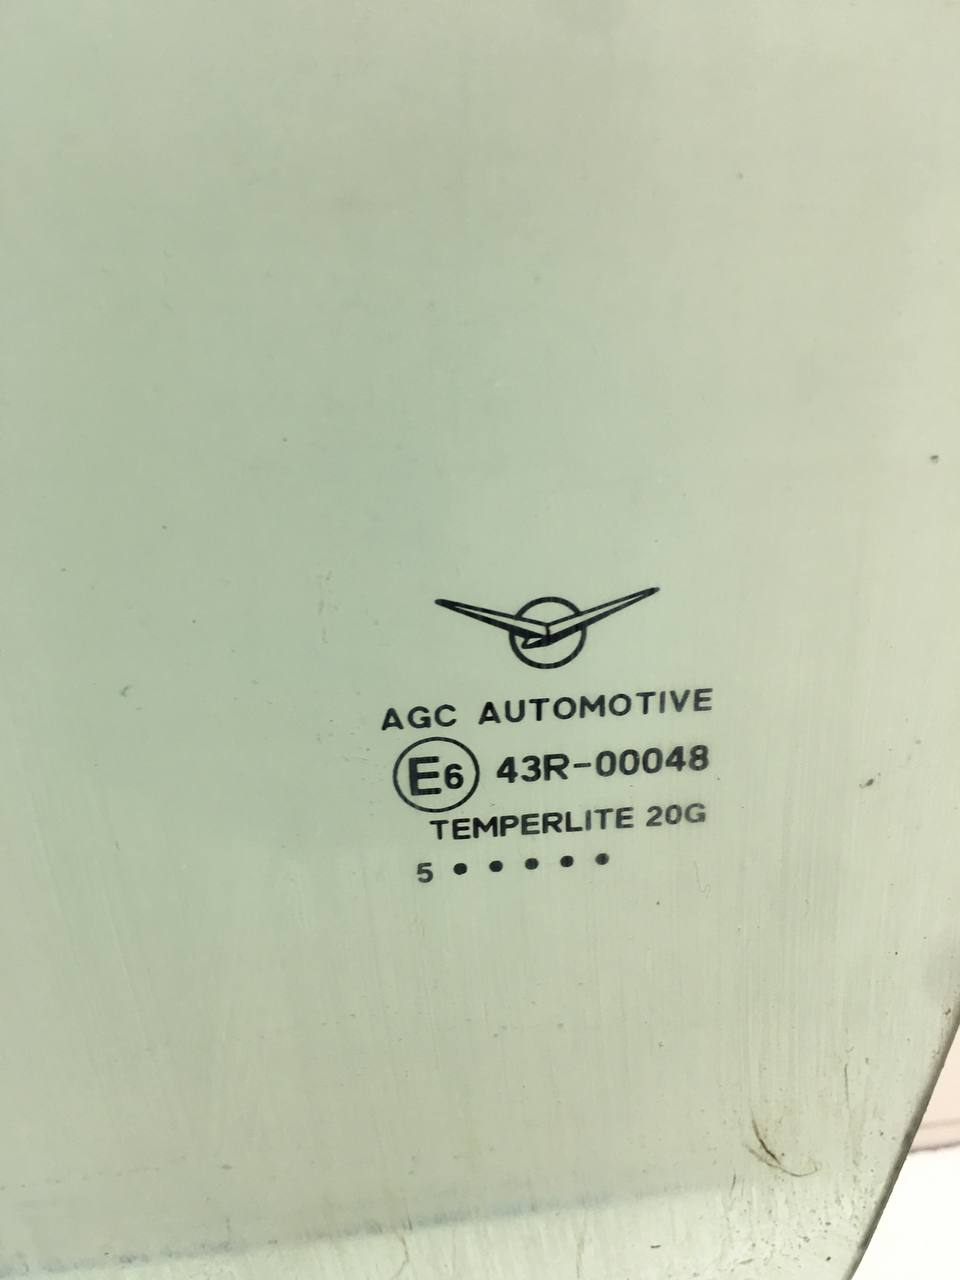 AGC AUTOMOTIVE
E6 43R-00048
TEMPERLITE 20G
5 • • • • •